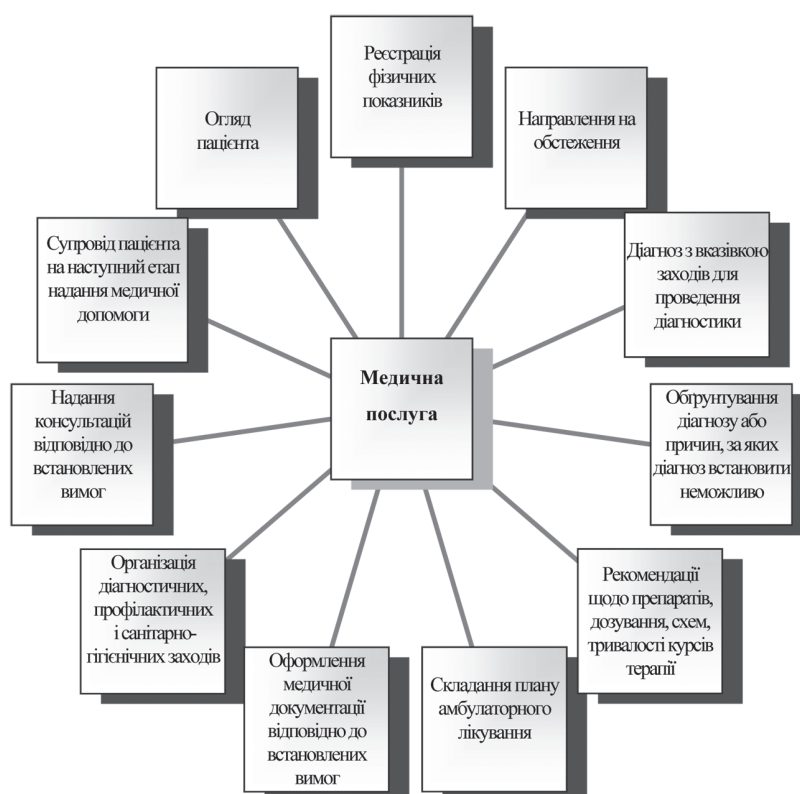 Реєстрація
фізичних
показників
Огляд
пацієнта
Направлення на
обстеження
Супровід пацієнта
на наступний етап
надання медичної
допомоги
Діагноз з вказівкою
заходів для
проведення
діагностики
Медична
послуга
Надання
консультацій
відповідно до
встановлених
вимог
Обґрунтування
діагнозу або
причин, за яких
діагноз встановити
неможливо
Організація
діагностичних,
профілактичних
і санітарно-
гігієнічних заходів
Рекомендації
щодо препаратів,
дозування, схем,
тривалості курсів
терапії
Оформлення
медичної
документації
відповідно до
встановлених
вимог
Складання плану
амбулаторного
лікування